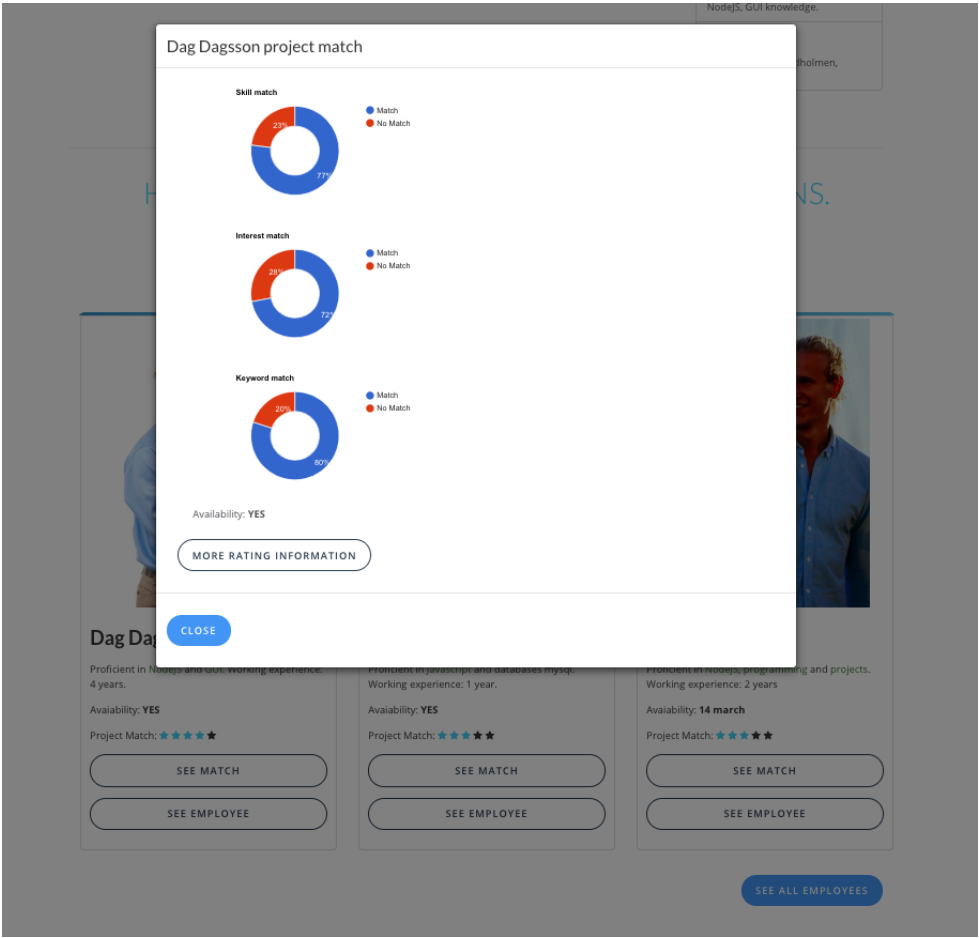 NodeJS, GUI knowledge.
Dag Dagsson project match
dholmen,
Skill match
Match
No Match
23%
77%
NS.
Interest match
Match
No Match
28%
72%
Keyword match
Match
No Match
20%
80%
Availability: YES
MORE RATING INFORMATION
CLOSE
Dag Dag
Proficient in NodeJS and GUI. Working experience:
4 years.
Avaiability: YES
Project Match:
SEE MATCH
SEE EMPLOYEE
Proficient in Javascript and databases mysql.
Working experience: 1 year.
Avaiability: YES
Project Match:
SEE MATCH
SEE EMPLOYEE
Proficient in NodeJs, programming and projects.
Working experience: 2 years
Avaiability: 14 march
Project Match:
SEE MATCH
SEE EMPLOYEE
SEE ALL EMPLOYEES